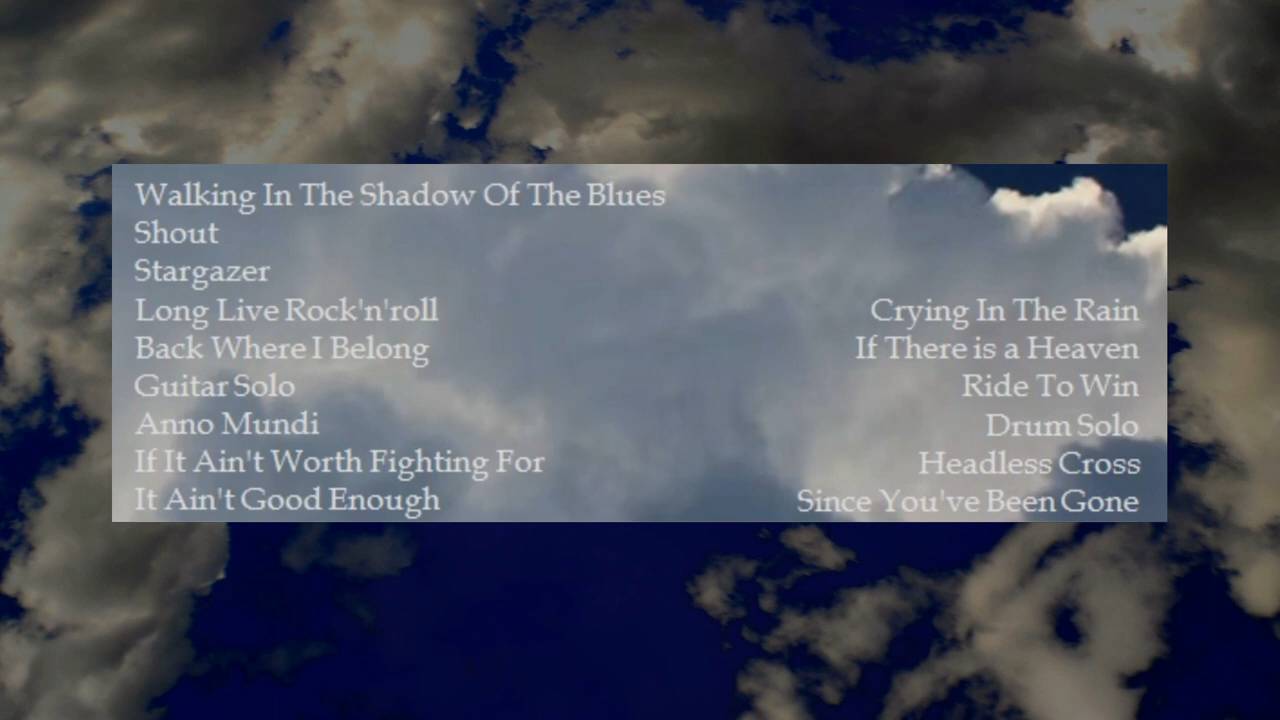 Walking In The Shadow Of The Blues
Shout
Stargazer
Long Live Rock'n'roll
Back Where I Belong
Guitar Solo
Anno Mundi
If It Ain't Worth Fighting For
It Ain't Good Enough
Crying In The Rain
If There is a Heaven
Ride To Win
Drum Solo
Headless Cross
Since You've Been Gone